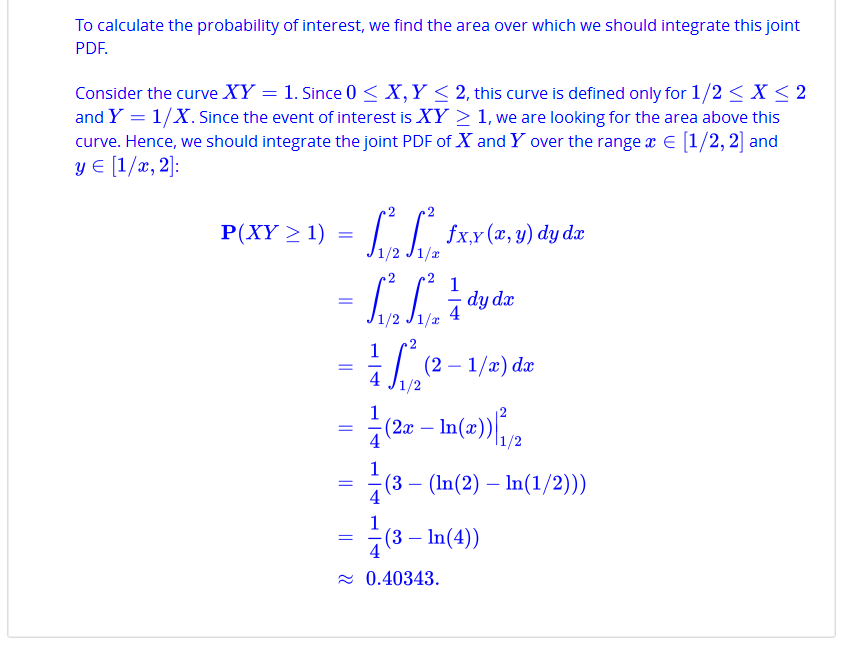 To calculate the probability of interest, we find the area over which we should integrate this joint
PDF.
Consider the curve XY = 1. Since 0 ≤ X, Y ≤ 2, this curve is defined only for 1/2 ≤ X ≤ 2
and Y = 1/X. Since the event of interest is XY ≥ 1, we are looking for the area above this
curve. Hence, we should integrate the joint PDF of X and Y over the range x ∈ [1/2, 2] and
y ∈ [1/x, 2]:
P(XY ≥ 1) = ∫_{1/2}^{2} ∫_{1/x}^{2} f_{X,Y}(x, y) dy dx
= ∫_{1/2}^{2} ∫_{1/x}^{2} 1/4 dy dx
= 1/4 ∫_{1/2}^{2} (2 − 1/x) dx
= 1/4 (2x − ln(x))|_{1/2}^{2}
= 1/4 (3 − (ln(2) − ln(1/2)))
= 1/4 (3 − ln(4))
≈ 0.40343.